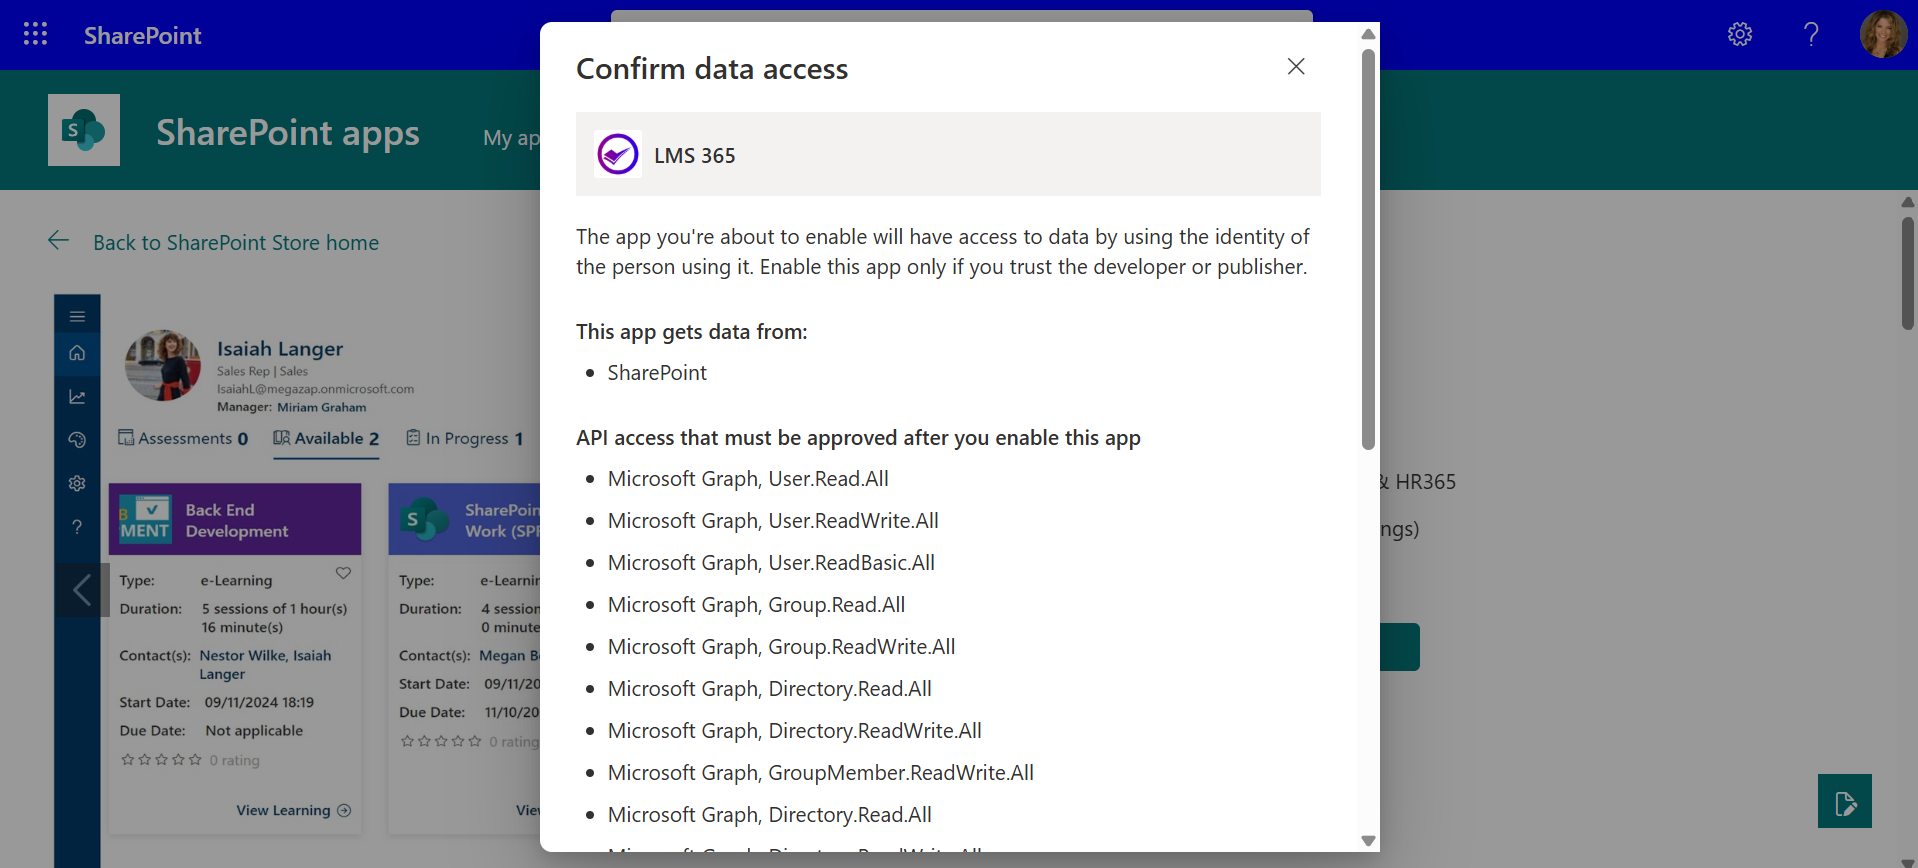 SharePoint
SharePoint apps
My ap
Back to SharePoint Store home
Isaiah Langer
Sales Rep | Sales
IsaiahL@megazap.onmicrosoft.com
Manager: Miriam Graham
Assessments 0
Available 2
In Progress 1
B
MENT
Back End
Development
Type: e-Learning
Duration: 5 sessions of 1 hour(s)
16 minute(s)
Contact(s): Nestor Wilke, Isaiah
Langer
Start Date: 09/11/2024 18:19
Due Date: Not applicable
0 rating
View Learning
S
SharePoin
Work (SPF
Type: e-Learnin
Duration: 4 session
0 minute
Contact(s): Megan B
Start Date: 09/11/20
Due Date: 11/10/20
0 rating
Vie
Confirm data access
LMS 365
The app you're about to enable will have access to data by using the identity of
the person using it. Enable this app only if you trust the developer or publisher.
This app gets data from:
• SharePoint
API access that must be approved after you enable this app
• Microsoft Graph, User.Read.All
• Microsoft Graph, User.ReadWrite.All
• Microsoft Graph, User.ReadBasic.All
• Microsoft Graph, Group.Read.All
• Microsoft Graph, Group.ReadWrite.All
• Microsoft Graph, Directory.Read.All
• Microsoft Graph, Directory.ReadWrite.All
• Microsoft Graph, GroupMember.ReadWrite.All
• Microsoft Graph, Directory.Read.All
& HR365
ngs)